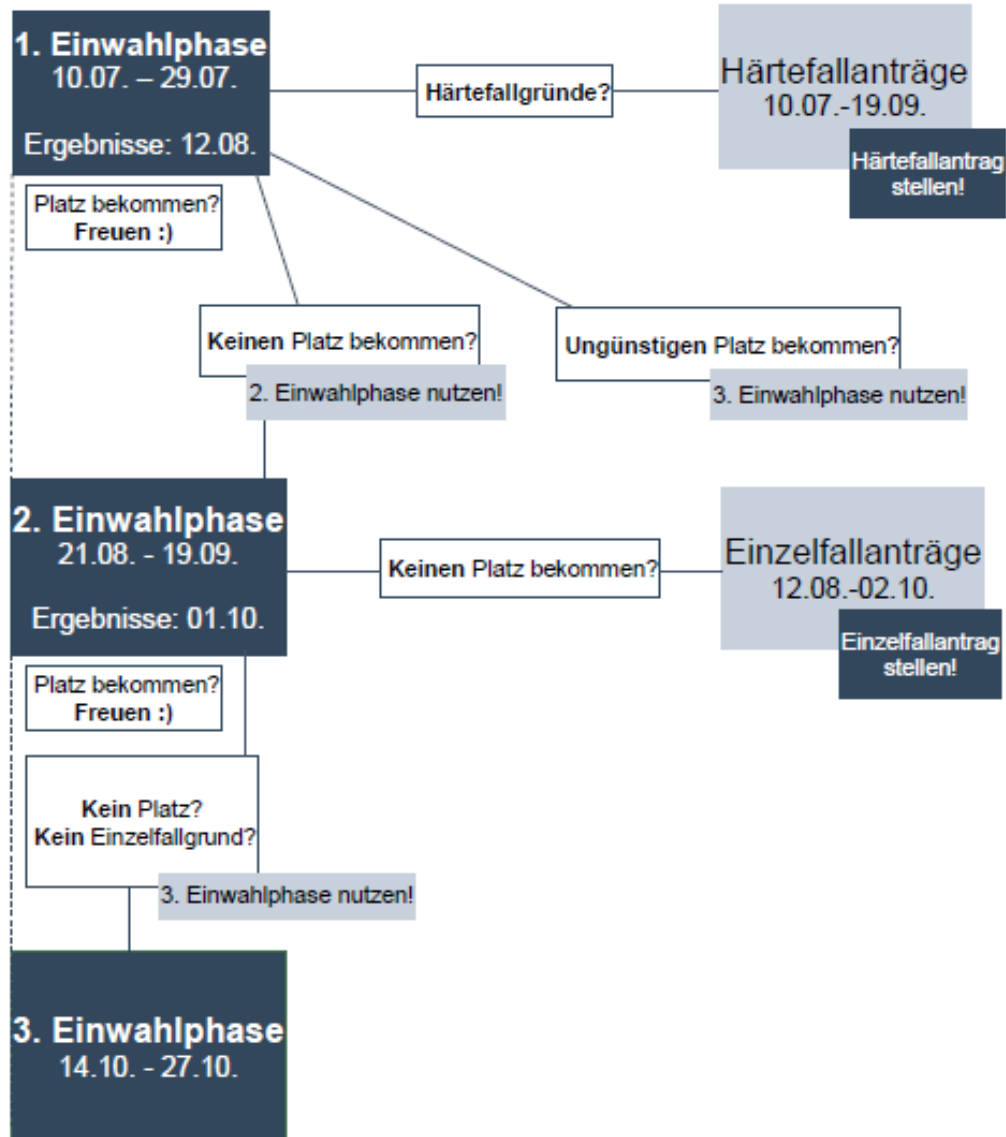 1. Einwahlphase
10.07. – 29.07.
Ergebnisse: 12.08.
Härtefallgründe?
Härtefallanträge
10.07.-19.09.
Härtefallantrag
stellen!
Platz bekommen?
Freuen :)
Keinen Platz bekommen?
2. Einwahlphase nutzen!
Ungünstigen Platz bekommen?
3. Einwahlphase nutzen!
2. Einwahlphase
21.08. - 19.09.
Ergebnisse: 01.10.
Keinen Platz bekommen?
Einzelfallanträge
12.08.-02.10.
Einzelfallantrag
stellen!
Platz bekommen?
Freuen :)
Kein Platz?
Kein Einzelfallgrund?
3. Einwahlphase nutzen!
3. Einwahlphase
14.10. - 27.10.